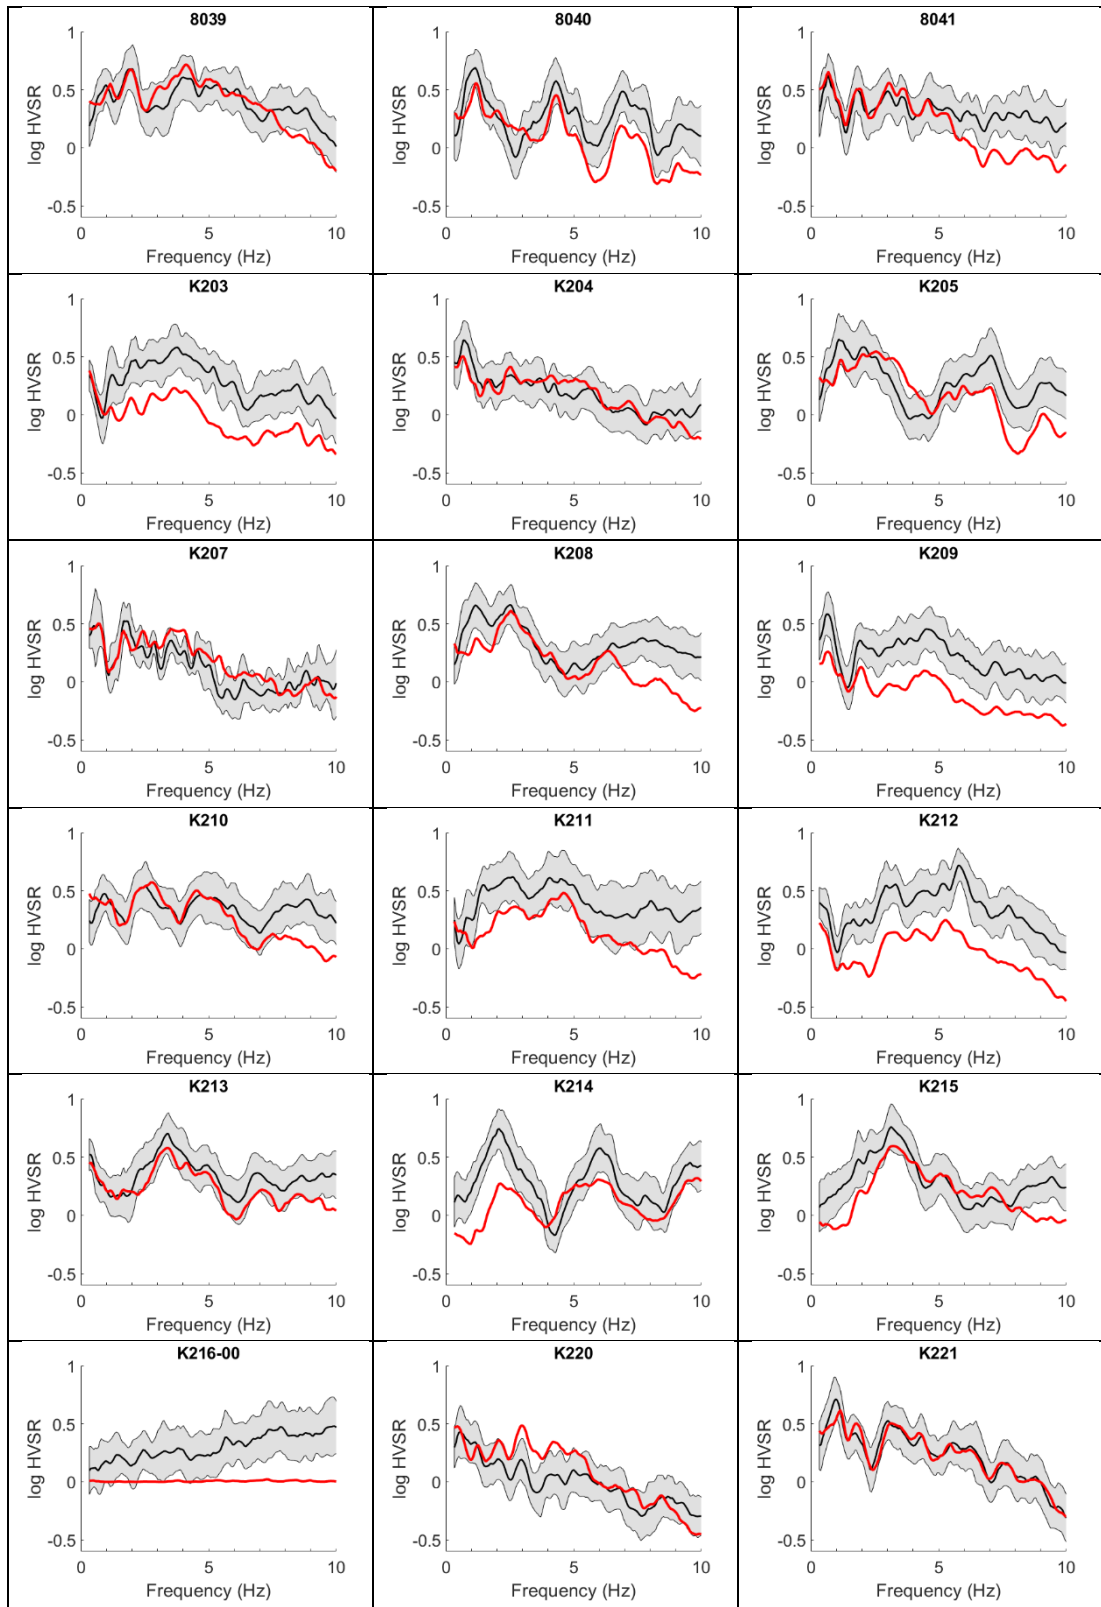 8039 8040 8041
1 1 1
log HVSR 0.5 log HVSR 0.5 log HVSR 0.5
0 0 0
-0.5 -0.5 -0.5
0 5 10 0 5 10 0 5 10
Frequency (Hz) Frequency (Hz) Frequency (Hz)
K203 K204 K205
1 1 1
log HVSR 0.5 log HVSR 0.5 log HVSR 0.5
0 0 0
-0.5 -0.5 -0.5
0 5 10 0 5 10 0 5 10
Frequency (Hz) Frequency (Hz) Frequency (Hz)
K207 K208 K209
1 1 1
log HVSR 0.5 log HVSR 0.5 log HVSR 0.5
0 0 0
-0.5 -0.5 -0.5
0 5 10 0 5 10 0 5 10
Frequency (Hz) Frequency (Hz) Frequency (Hz)
K210 K211 K212
1 1 1
log HVSR 0.5 log HVSR 0.5 log HVSR 0.5
0 0 0
-0.5 -0.5 -0.5
0 5 10 0 5 10 0 5 10
Frequency (Hz) Frequency (Hz) Frequency (Hz)
K213 K214 K215
1 1 1
log HVSR 0.5 log HVSR 0.5 log HVSR 0.5
0 0 0
-0.5 -0.5 -0.5
0 5 10 0 5 10 0 5 10
Frequency (Hz) Frequency (Hz) Frequency (Hz)
K216-00 K220 K221
1 1 1
log HVSR 0.5 log HVSR 0.5 log HVSR 0.5
0 0 0
-0.5 -0.5 -0.5
0 5 10 0 5 10 0 5 10
Frequency (Hz) Frequency (Hz) Frequency (Hz)